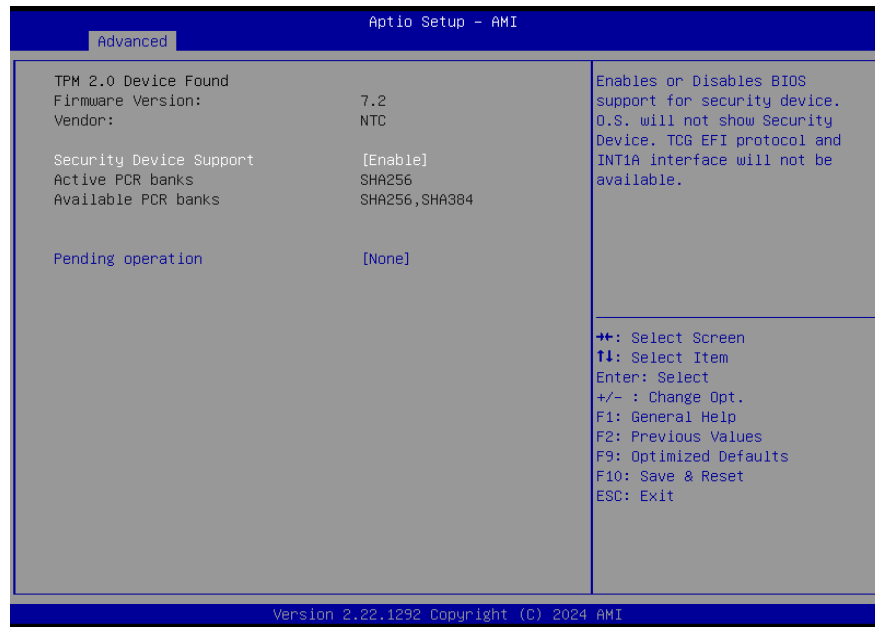 Aptio Setup - AMI
Advanced
TPM 2.0 Device Found
Firmware Version: 7.2
Vendor: NTC
Security Device Support [Enable]
Active PCR banks SHA256
Available PCR banks SHA256,SHA384
Pending operation [None]
Enables or Disables BIOS
support for security device.
O.S. will not show Security
Device. TCG EFI protocol and
INT1A interface will not be
available.
→←: Select Screen
↑↓: Select Item
Enter: Select
+/- : Change Opt.
F1: General Help
F2: Previous Values
F9: Optimized Defaults
F10: Save & Reset
ESC: Exit
Version 2.22.1292 Copyright (C) 2024 AMI